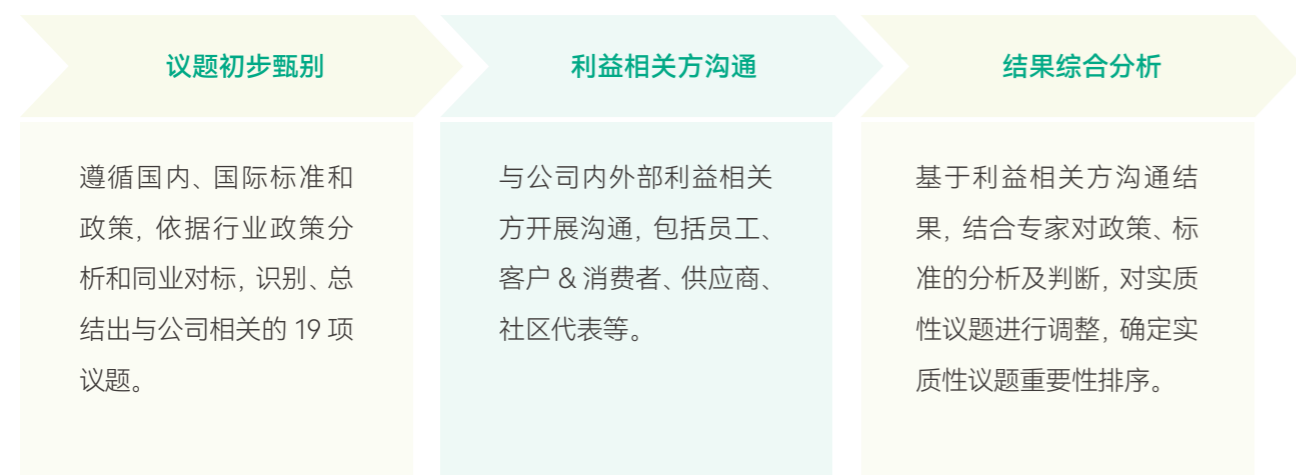 议题初步甄别
遵循国内、国际标准和
政策，依据行业政策分
析和同业对标，识别、总
结出与公司相关的 19 项
议题。
利益相关方沟通
与公司内外部利益相关
方开展沟通，包括员工、
客户 & 消费者、供应商、
社区代表等。
结果综合分析
基于利益相关方沟通结
果，结合专家对政策、标
准的分析及判断，对实质
性议题进行调整，确定实
质性议题重要性排序。